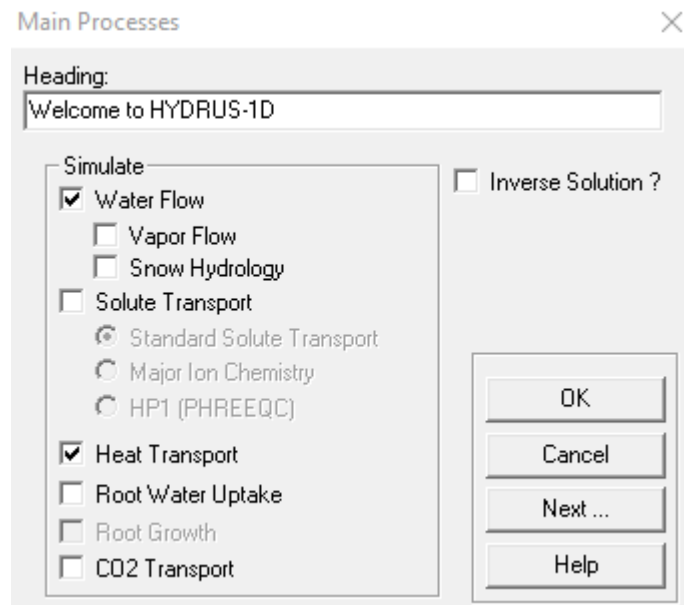 Main Processes
Heading:
Welcome to HYDRUS-1D
Simulate
Water Flow
Vapor Flow
Snow Hydrology
Solute Transport
Standard Solute Transport
Major Ion Chemistry
HP1 (PHREEQC)
Heat Transport
Root Water Uptake
Root Growth
CO2 Transport
Inverse Solution ?
OK
Cancel
Next ...
Help